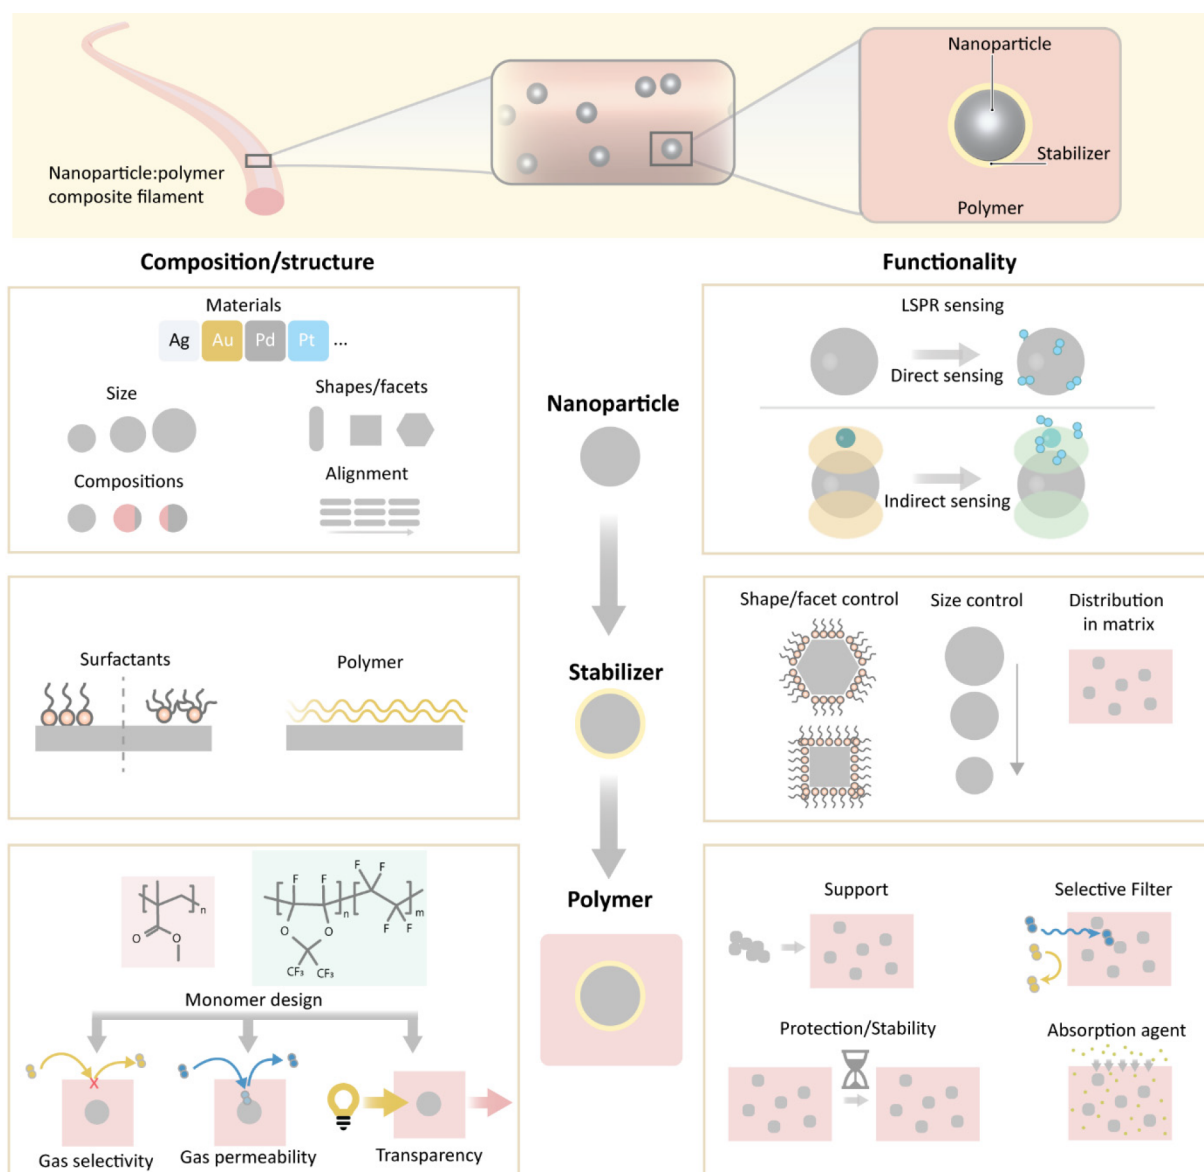 Nanoparticle
Stabilizer
Polymer
Nanoparticle:polymer
composite filament
Composition/structure
Functionality
Materials
Ag Au Pd Pt ...
Size
Shapes/facets
Compositions
Alignment
Nanoparticle
LSPR sensing
Direct sensing
Indirect sensing
Surfactants
Polymer
Stabilizer
Shape/facet control
Size control
Distribution
in matrix
O
O
n
F
F
F
F
F
F
n
m
O
O
CF₃
CF₃
Monomer design
X
Gas selectivity
Gas permeability
Transparency
Polymer
Support
Selective Filter
Protection/Stability
Absorption agent